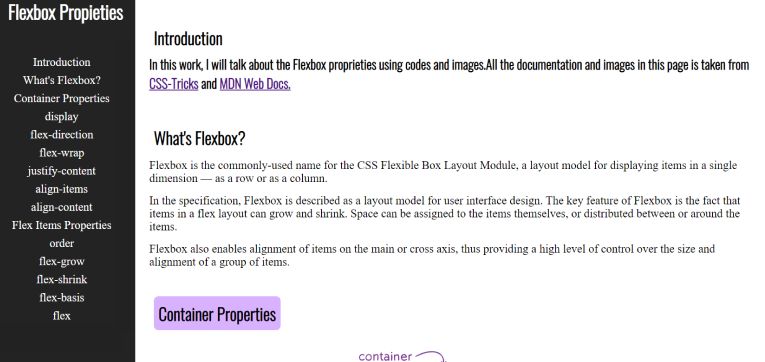 Flexbox Propieties
Introduction
What's Flexbox?
Container Properties
display
flex-direction
flex-wrap
justify-content
align-items
align-content
Flex Items Properties
order
flex-grow
flex-shrink
flex-basis
flex
Introduction
In this work, I will talk about the Flexbox proprieties using codes and images.All the documentation and images in this page is taken from
CSS-Tricks and MDN Web Docs.
What's Flexbox?
Flexbox is the commonly-used name for the CSS Flexible Box Layout Module, a layout model for displaying items in a single
dimension — as a row or as a column.
In the specification, Flexbox is described as a layout model for user interface design. The key feature of Flexbox is the fact that
items in a flex layout can grow and shrink. Space can be assigned to the items themselves, or distributed between or around the
items.
Flexbox also enables alignment of items on the main or cross axis, thus providing a high level of control over the size and
alignment of a group of items.
Container Properties
container